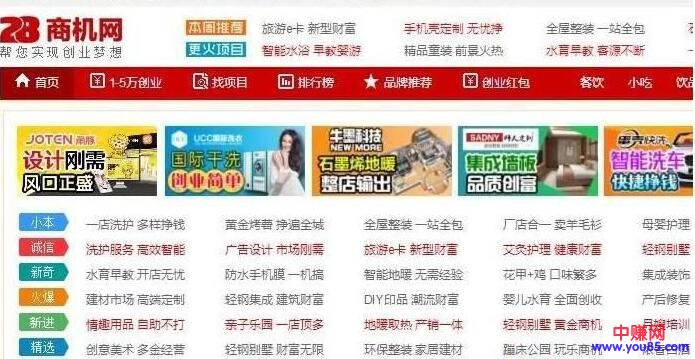 28商机网
帮您实现创业梦想
本周推荐 旅游e卡 新型财富 手机壳定制 无忧挣 全屋整装 一站全包
更火项目 智能水浴 早教婴游 精品童装 前景火热 水育早教 客源不断
首页 1-5万创业 找项目 排行榜 品牌推荐 创业红包 餐饮 小吃 饮品
JOTEN
设计刚需
风口正盛
UCC国际洗衣
国际干洗
创业简单
牛墨科技 NEW MORE
石墨烯地暖
整店输出
SADNY
集成墙板
品质创富
车壳快洗
智能洗车
快捷挣钱
小本 一店洗护 多样挣钱 黄金烤蓉 挣遍全城 全屋整装 一站全包 厂店合一 卖羊毛衫 母婴护理
诚信 洗护服务 高效智能 广告设计 市场刚需 旅游e卡 新型财富 艾灸护理 健康财富 轻钢别墅
新奇 水育早教 开店无忧 防水手机膜 一机搞 智能地暖 无需经验 花甲+鸡 口味繁多 集成装饰
火爆 建材市场 高端定制 轻钢集成 建筑财富 DIY印品 潮流财富 婴儿水育 全面创收 产后修复
新进 情趣用品 自助不打 亲子乐园 一店顶多 地暖取热 产销一体 轻钢别墅 黄金商机 月嫂培训
精选 创意美术 多金经营 轻钢别墅 财富无限 环保整装 健康家居 蹦床公园 玩乐商机
中赚网
www.you85.com